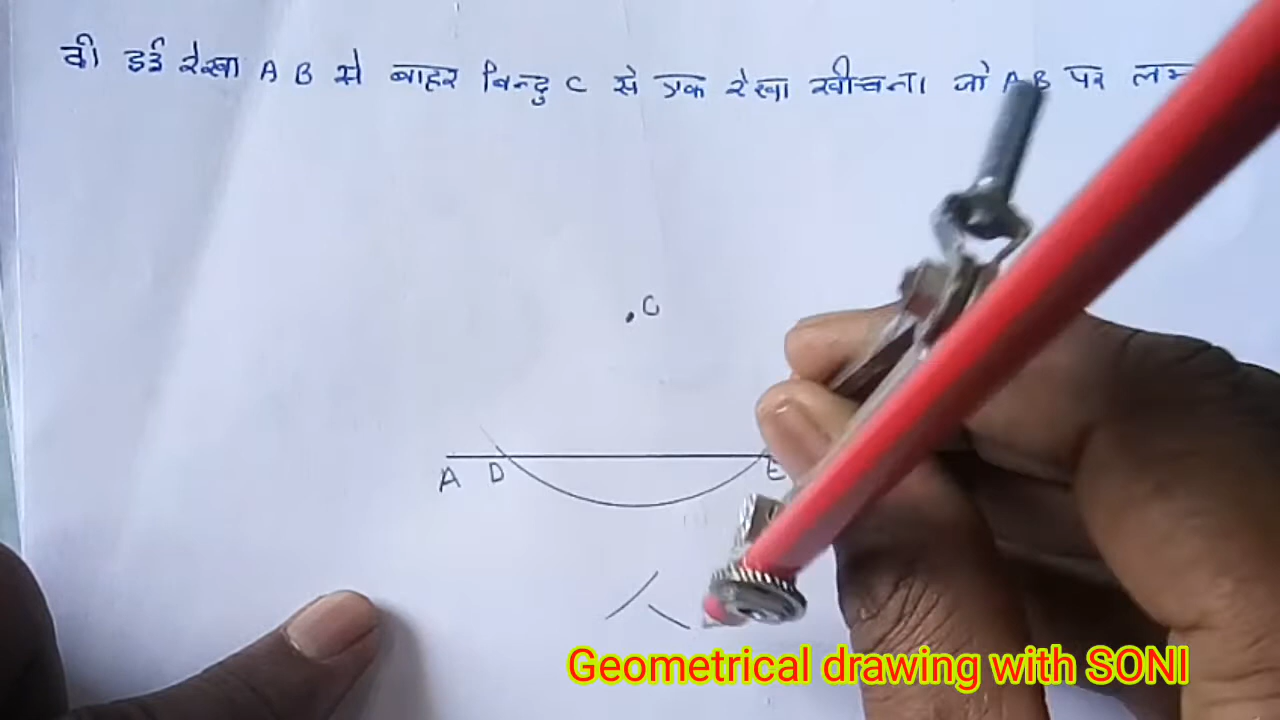 दी हुई रेखा A B से बाहर बिन्दु C से एक रेखा खींचना जो AB पर
C
A D E
Geometrical drawing with SONI